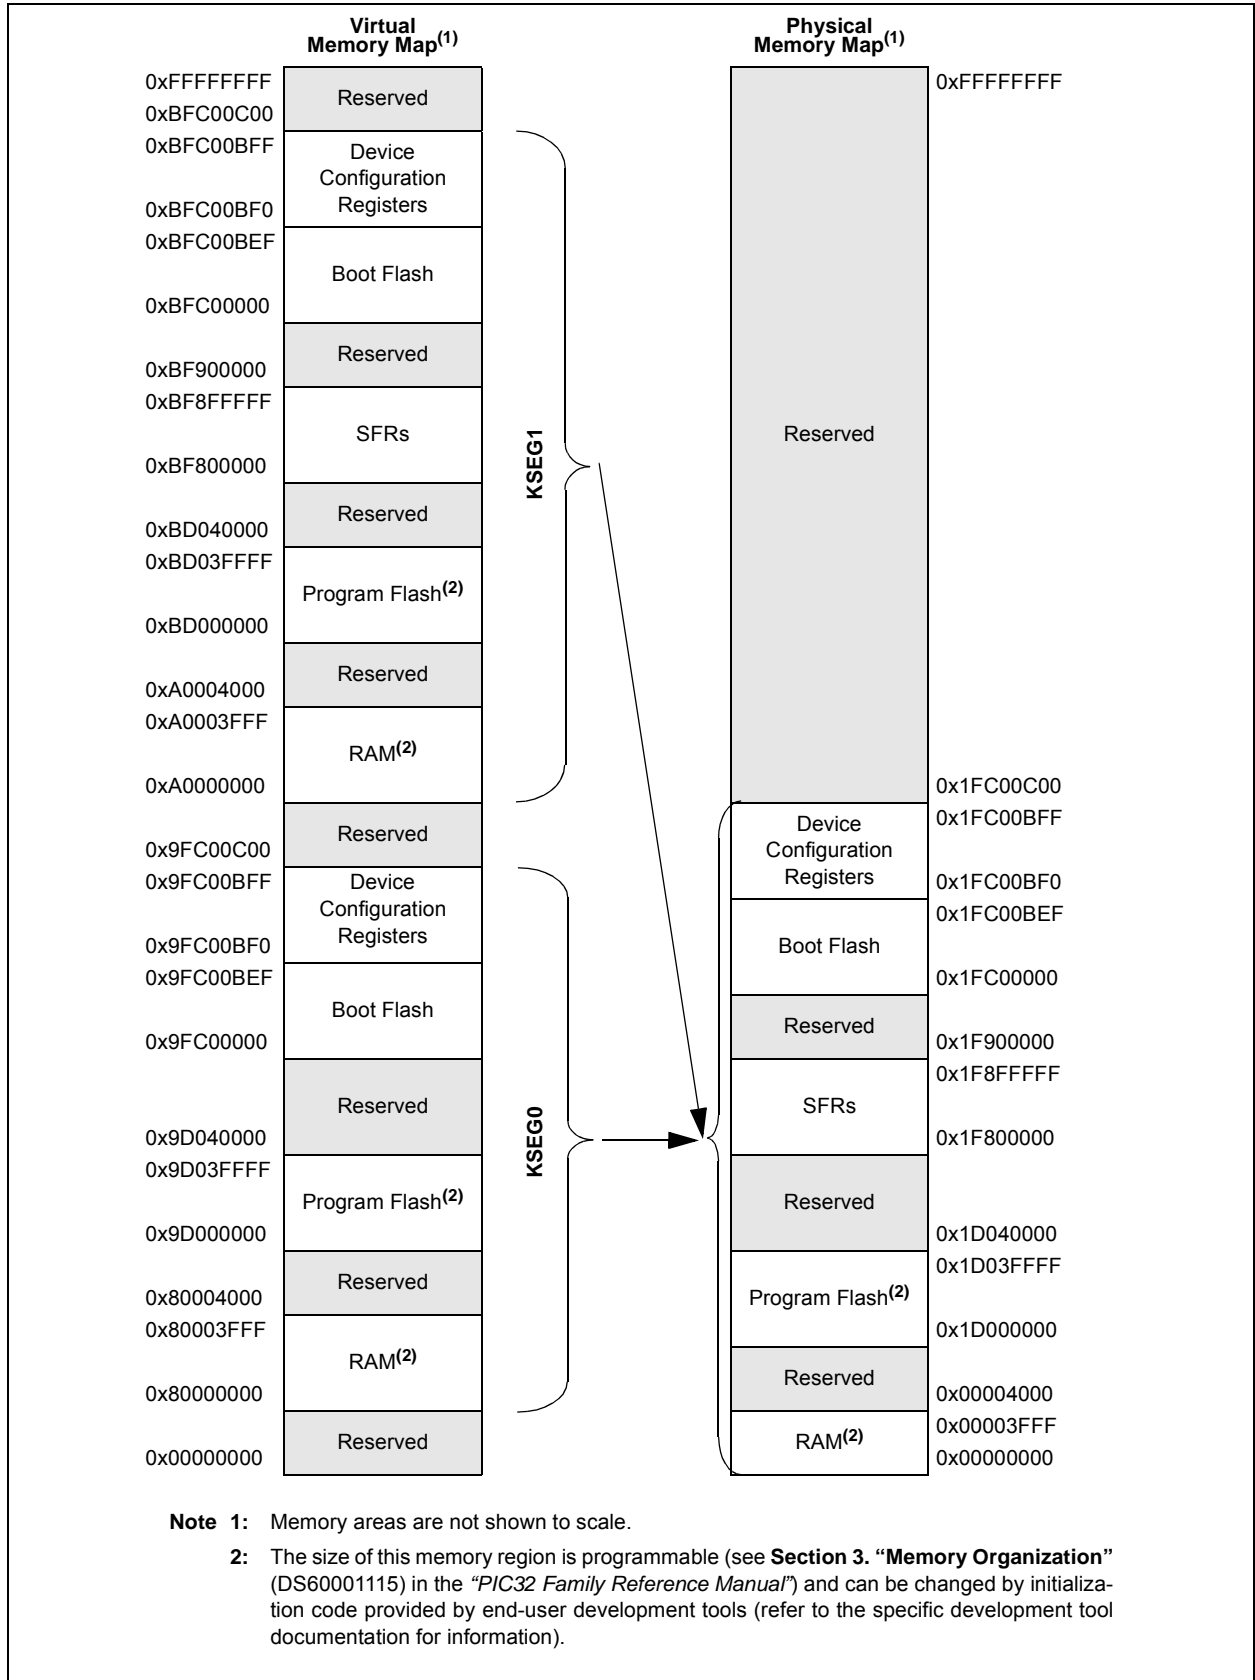 Virtual
Memory Map(1)
0xFFFFFFFF
Reserved
0xBFC00C00
0xBFC00BFF
Device
Configuration
Registers
0xBFC00BF0
0xBFC00BEF
Boot Flash
0xBFC00000
Reserved
0xBF900000
0xBF8FFFFF
SFRs
0xBF800000
Reserved
0xBD040000
0xBD03FFFF
Program Flash(2)
0xBD000000
Reserved
0xA0004000
0xA0003FFF
RAM(2)
0xA0000000
Reserved
0x9FC00C00
0x9FC00BFF
Device
Configuration
Registers
0x9FC00BF0
0x9FC00BEF
Boot Flash
0x9FC00000
Reserved
0x9D040000
0x9D03FFFF
Program Flash(2)
0x9D000000
Reserved
0x80004000
0x80003FFF
RAM(2)
0x80000000
Reserved
0x00000000
KSEG1
KSEG0
Physical
Memory Map(1)
0xFFFFFFFF
Reserved
0x1FC00C00
0x1FC00BFF
Device
Configuration
Registers
0x1FC00BF0
0x1FC00BEF
Boot Flash
0x1FC00000
Reserved
0x1F900000
0x1F8FFFFF
SFRs
0x1F800000
Reserved
0x1D040000
0x1D03FFFF
Program Flash(2)
0x1D000000
Reserved
0x00004000
0x00003FFF
RAM(2)
0x00000000
Note 1: Memory areas are not shown to scale.
2: The size of this memory region is programmable (see Section 3. “Memory Organization”
(DS60001115) in the “PIC32 Family Reference Manual”) and can be changed by initializa-
tion code provided by end-user development tools (refer to the specific development tool
documentation for information).